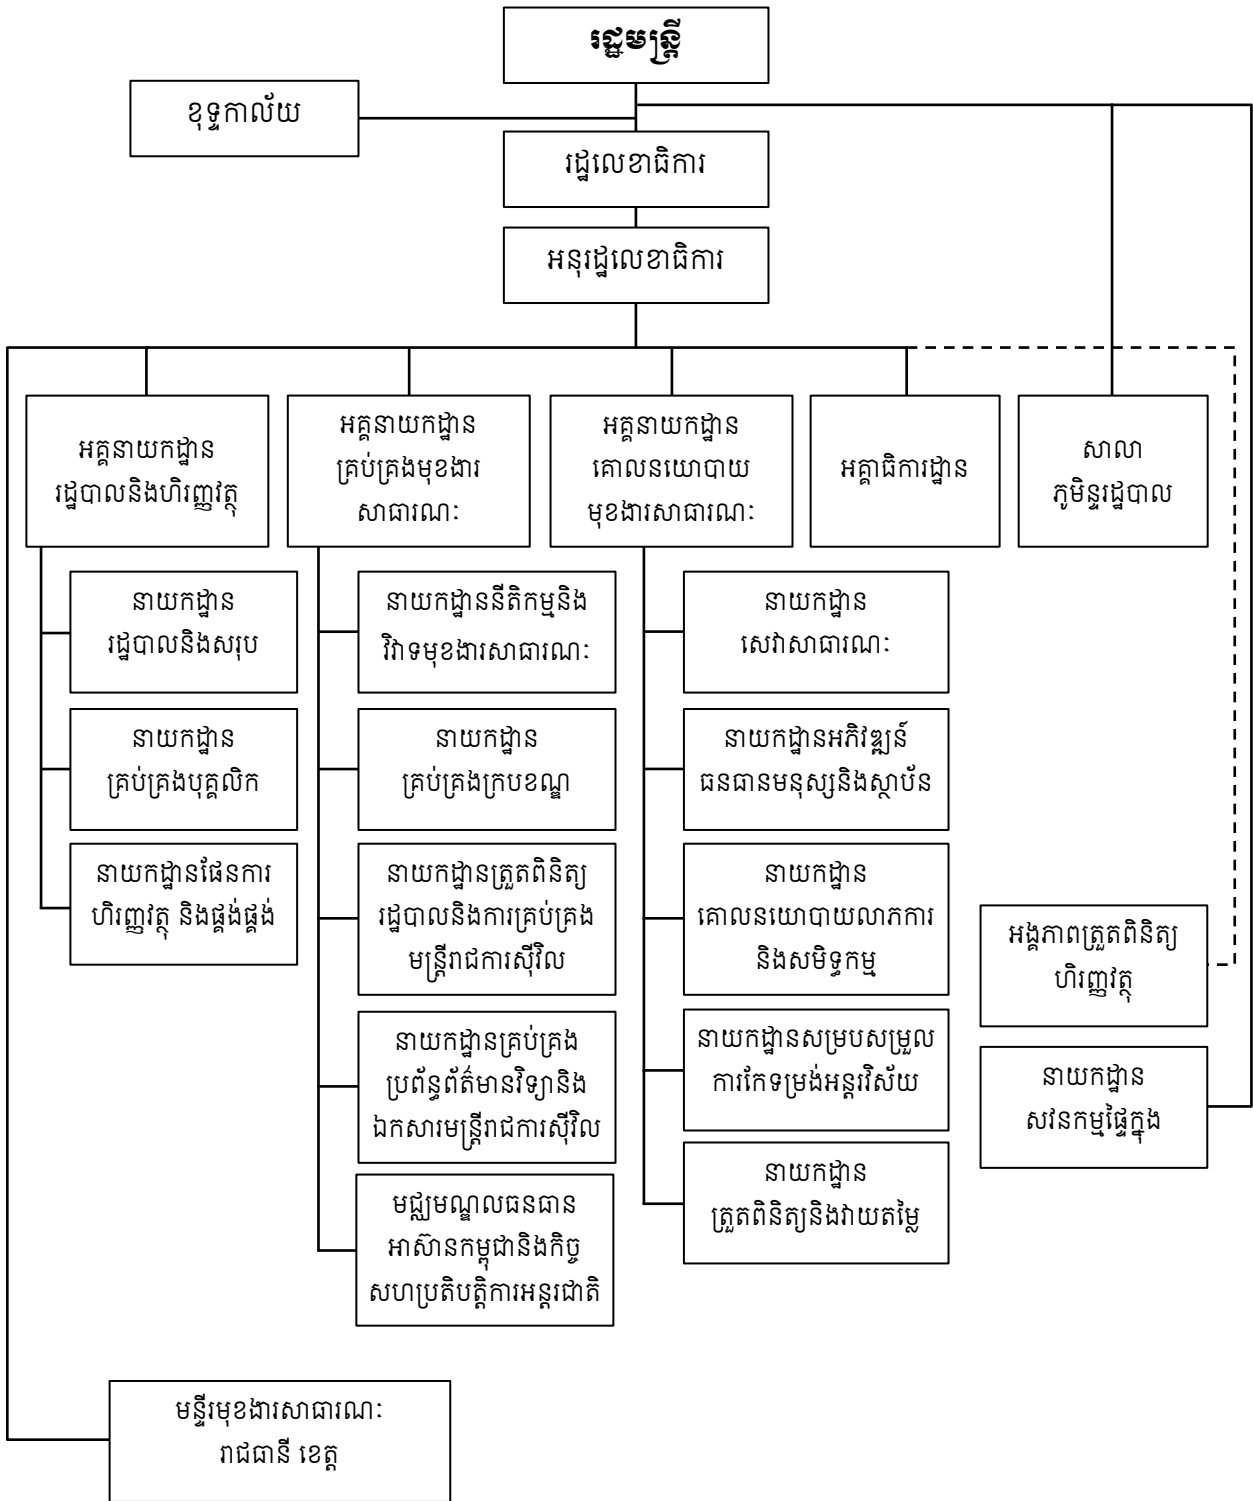 រដ្ឋមន្ត្រី
ខុទ្ទកាល័យ
រដ្ឋលេខាធិការ
អនុរដ្ឋលេខាធិការ
អគ្គនាយកដ្ឋាន
រដ្ឋបាលនិងហិរញ្ញវត្ថុ
អគ្គនាយកដ្ឋាន
គ្រប់គ្រងមុខងារ
សាធារណៈ
អគ្គនាយកដ្ឋាន
គោលនយោបាយ
មុខងារសាធារណៈ
អគ្គាធិការដ្ឋាន
សាលា
ភូមិន្ទរដ្ឋបាល
នាយកដ្ឋាន
រដ្ឋបាលនិងសរុប
នាយកដ្ឋាន
គ្រប់គ្រងបុគ្គលិក
នាយកដ្ឋានផែនការ
ហិរញ្ញវត្ថុ និងផ្គង់ផ្គង់
នាយកដ្ឋាននីតិកម្មនិង
វិវាទមុខងារសាធារណៈ
នាយកដ្ឋាន
គ្រប់គ្រងក្របខណ្ឌ
នាយកដ្ឋានត្រួតពិនិត្យ
រដ្ឋបាលនិងការគ្រប់គ្រង
មន្ត្រីរាជការស៊ីវិល
នាយកដ្ឋានគ្រប់គ្រង
ប្រព័ន្ធព័ត៌មានវិទ្យានិង
ឯកសារមន្ត្រីរាជការស៊ីវិល
មជ្ឈមណ្ឌលធនធាន
អាស៊ានកម្ពុជានិងកិច្ច
សហប្រតិបត្តិការអន្តរជាតិ
នាយកដ្ឋាន
សេវាសាធារណៈ
នាយកដ្ឋានអភិវឌ្ឍន៍
ធនធានមនុស្សនិងស្ថាប័ន
នាយកដ្ឋាន
គោលនយោបាយលាភការ
និងសមិទ្ធកម្ម
នាយកដ្ឋានសម្របសម្រួល
ការកែទម្រង់អន្តរវិស័យ
នាយកដ្ឋាន
ត្រួតពិនិត្យនិងវាយតម្លៃ
អង្គភាពត្រួតពិនិត្យ
ហិរញ្ញវត្ថុ
នាយកដ្ឋាន
សវនកម្មផ្ទៃក្នុង
មន្ទីរមុខងារសាធារណៈ
រាជធានី ខេត្ត